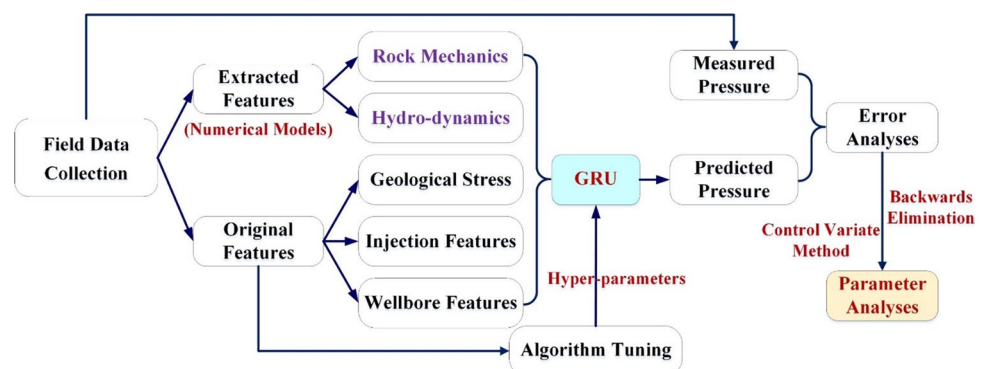 Field Data
Collection
Extracted
Features
(Numerical Models)
Original
Features
Rock Mechanics
Hydro-dynamics
Geological Stress
Injection Features
Wellbore Features
GRU
Hyper-parameters
Algorithm Tuning
Measured
Pressure
Predicted
Pressure
Error
Analyses
Backwards
Elimination
Control Variate
Method
Parameter
Analyses